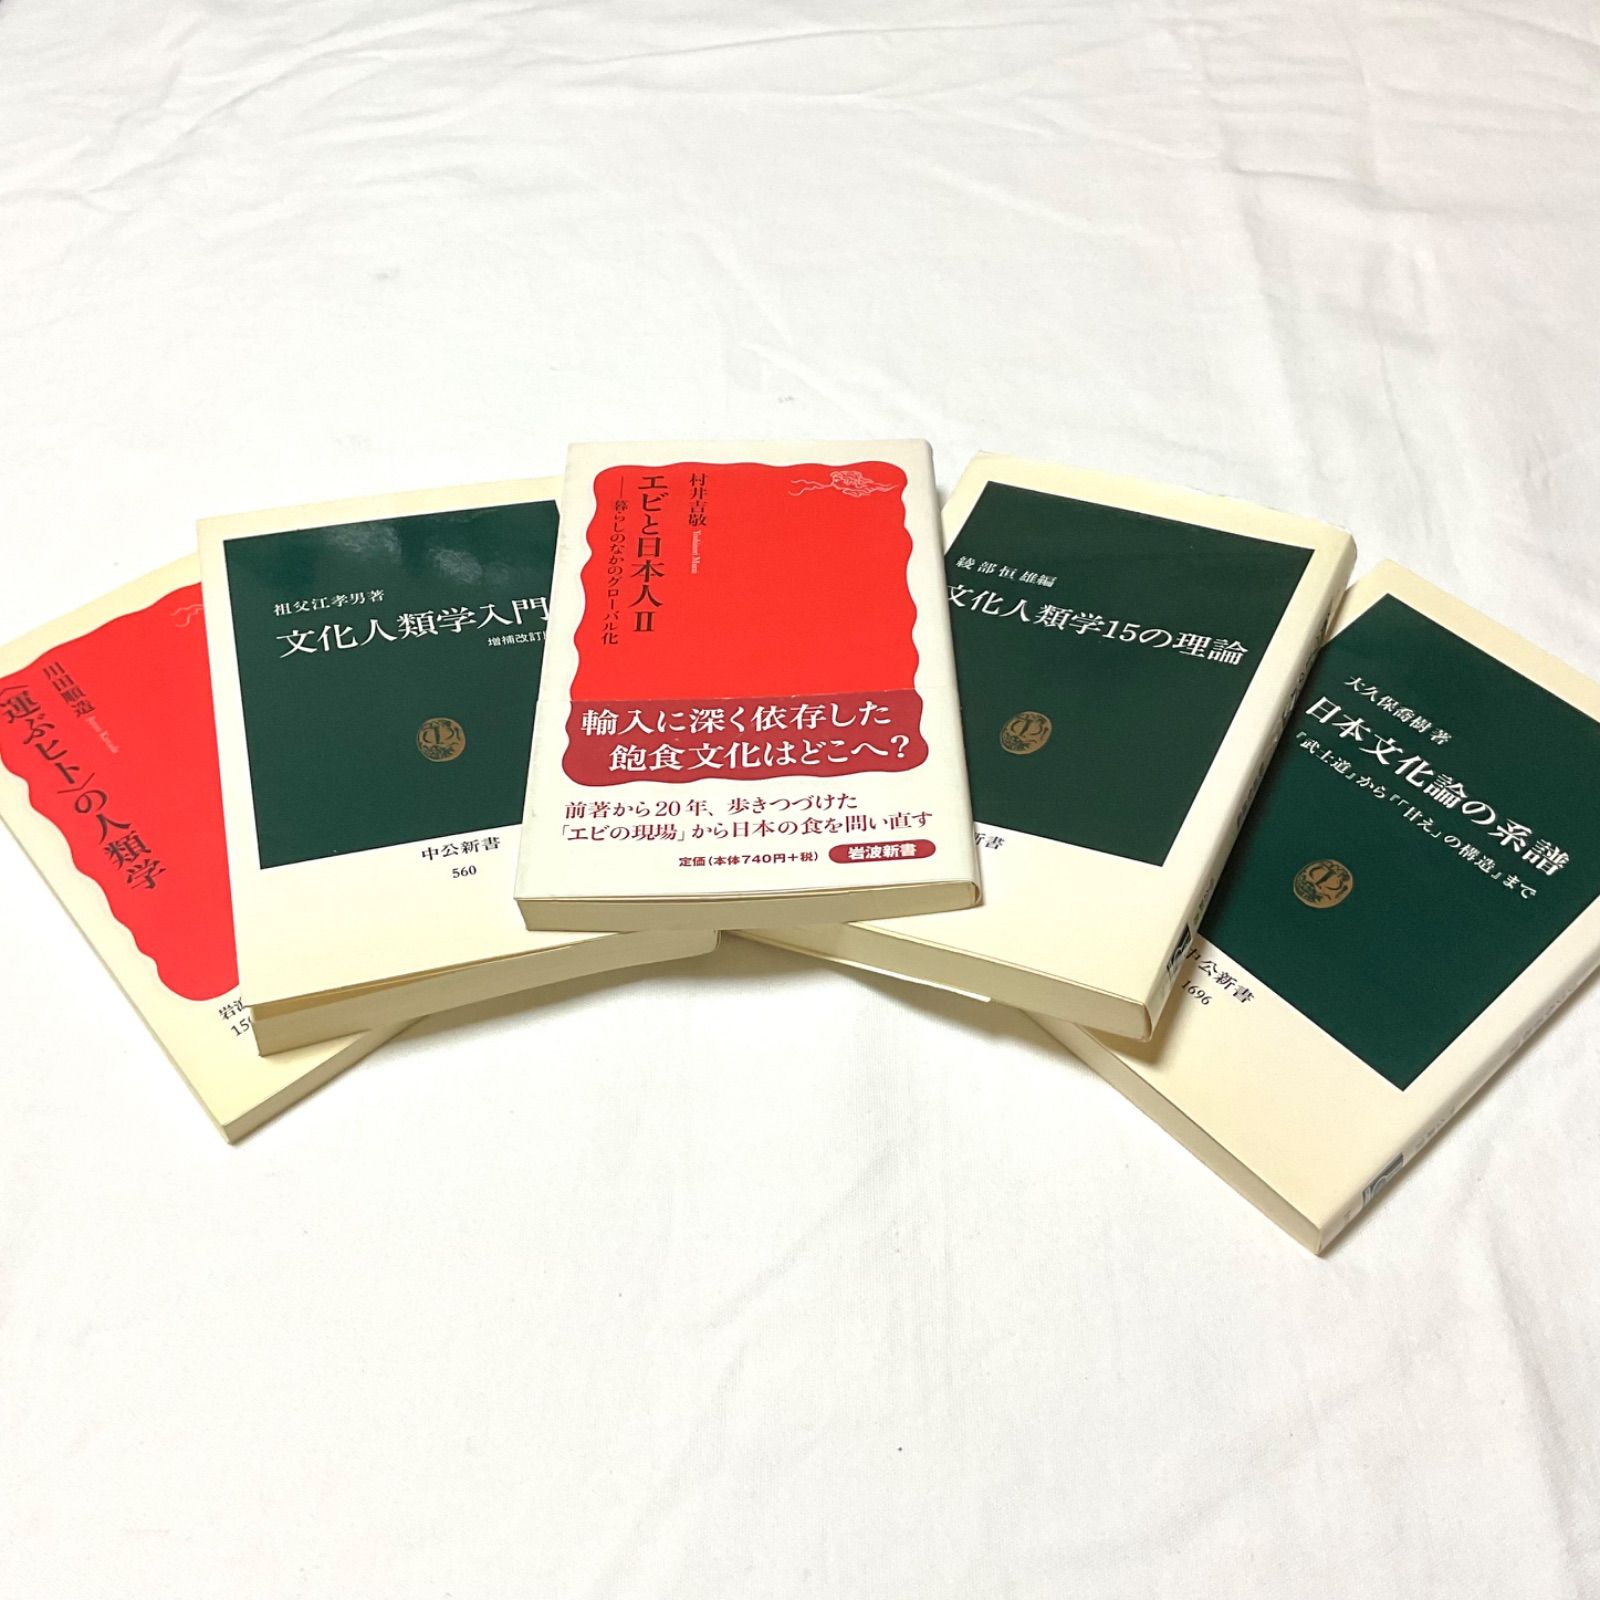 川田順造
〈運ぶヒト〉の人類学
祖父江孝男著
文化人類学入門
増補改訂
中公新書
560
村井吉敬
エビと日本人Ⅱ
──暮らしのなかのグローバル化
輸入に深く依存した
飽食文化はどこへ?
前著から20年、歩きつづけた
「エビの現場」から日本の食を問い直す
定価(本体740円+税)
岩波新書
綾部恒雄編
文化人類学15の理論
新書
大久保喬樹著
日本文化論の系譜
『武士道』から『「甘え」の構造』まで
中公新書
1696